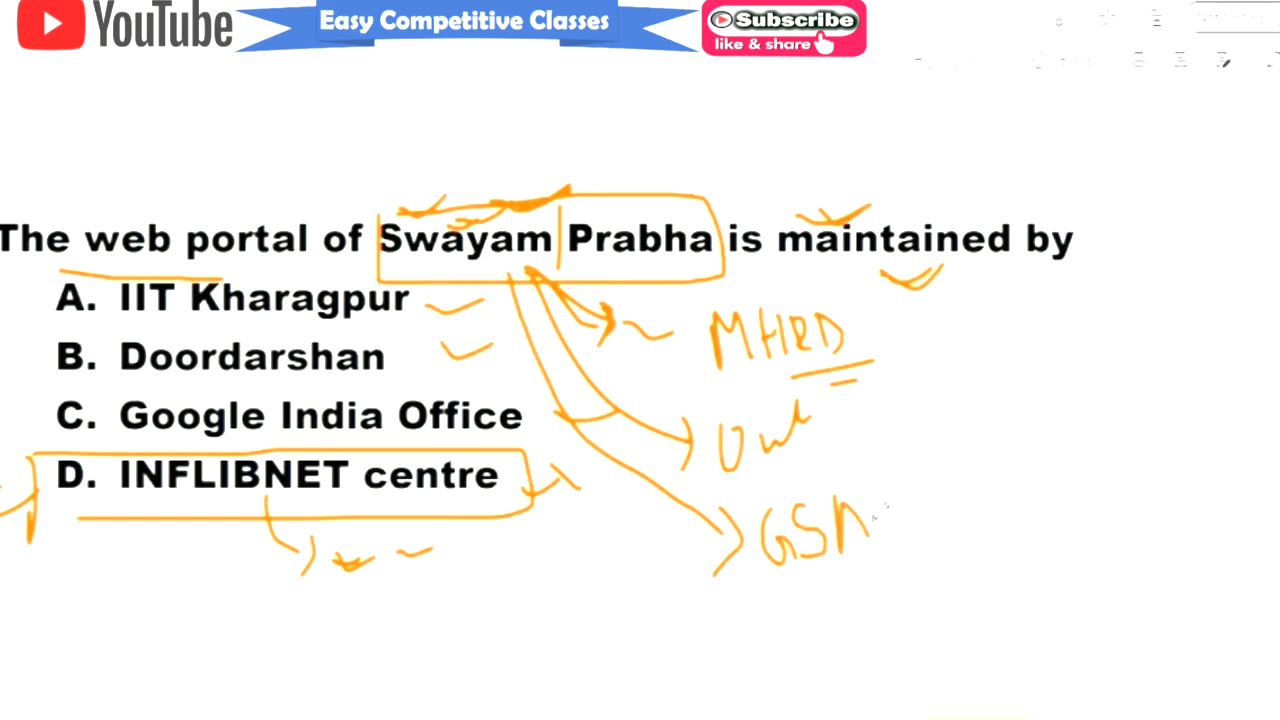 YouTube
Easy Competitive Classes
Subscribe
like & share
The web portal of Swayam Prabha is maintained by
A. IIT Kharagpur
MHRD
B. Doordarshan
C. Google India Office
D. INFLIBNET centre